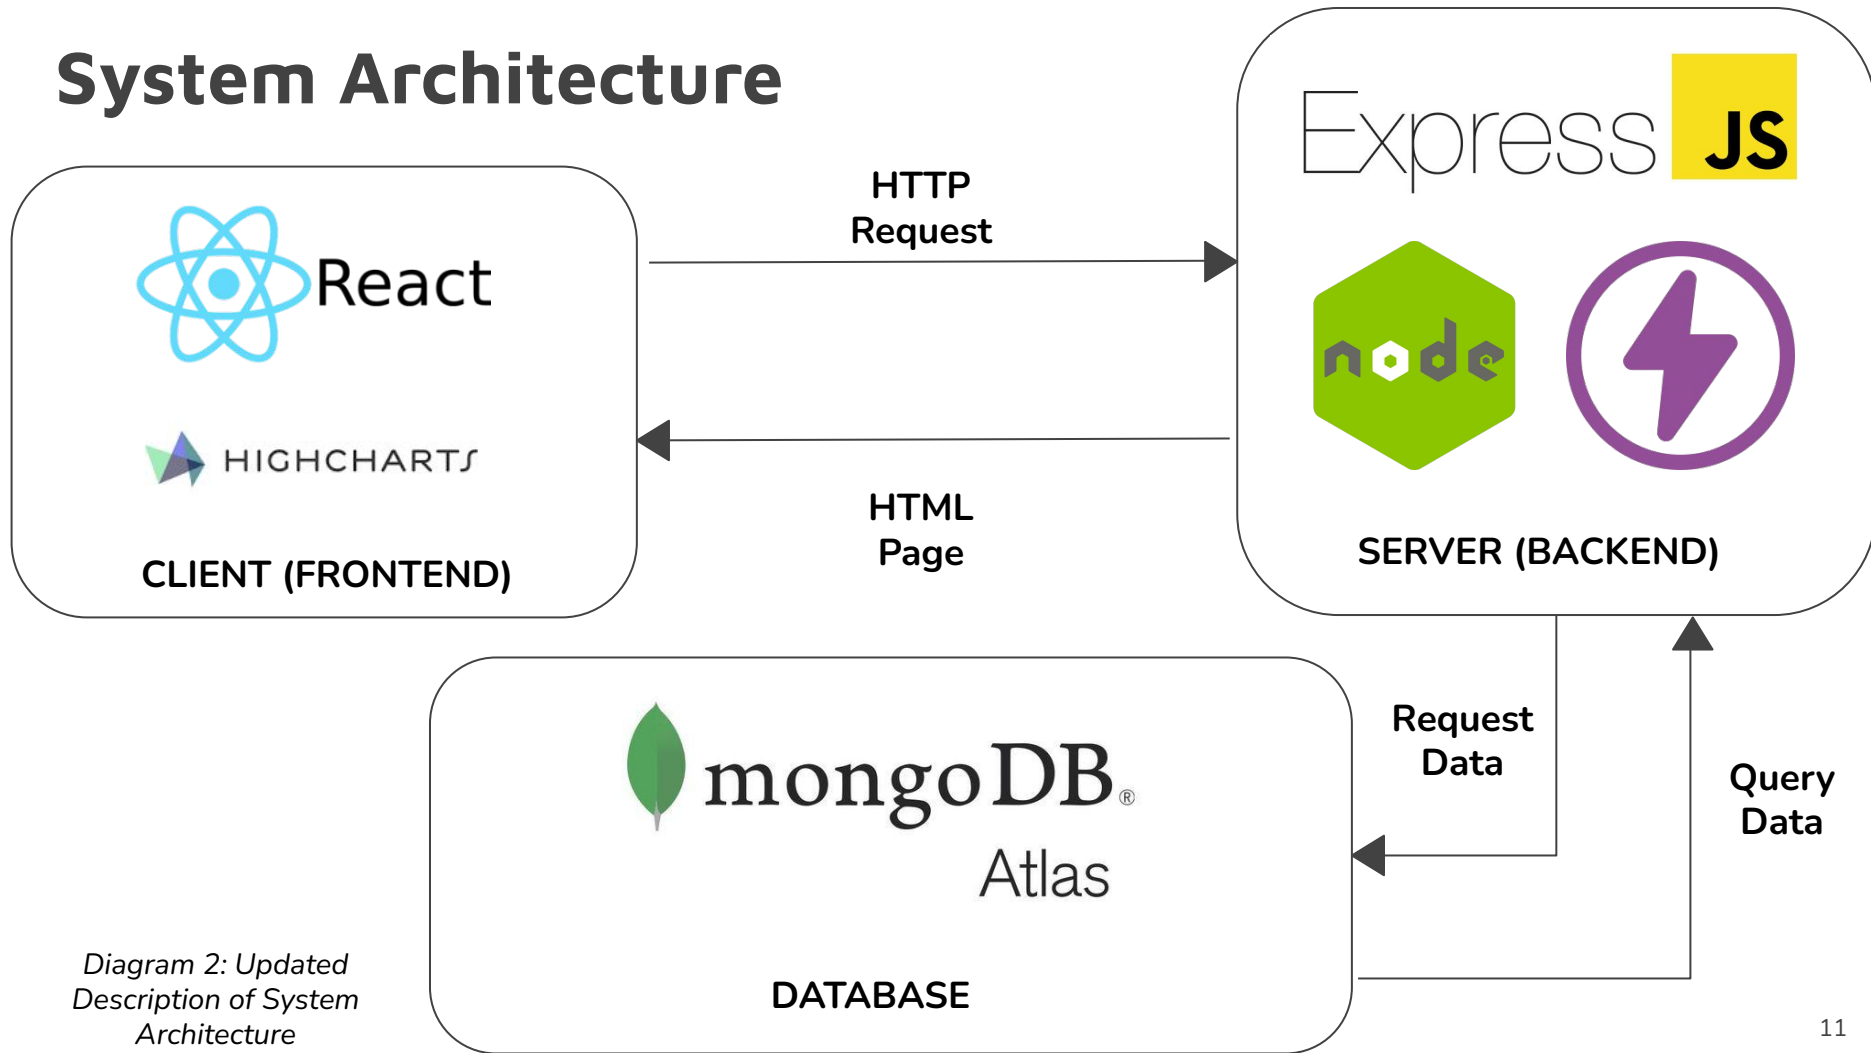 System Architecture
Express JS
HTTP
Request
React
node
HIGHCHARTS
HTML
Page
SERVER (BACKEND)
CLIENT (FRONTEND)
Request
Data
mongoDB®
Query
Data
Atlas
Diagram 2: Updated
Description of System
Architecture
DATABASE
11